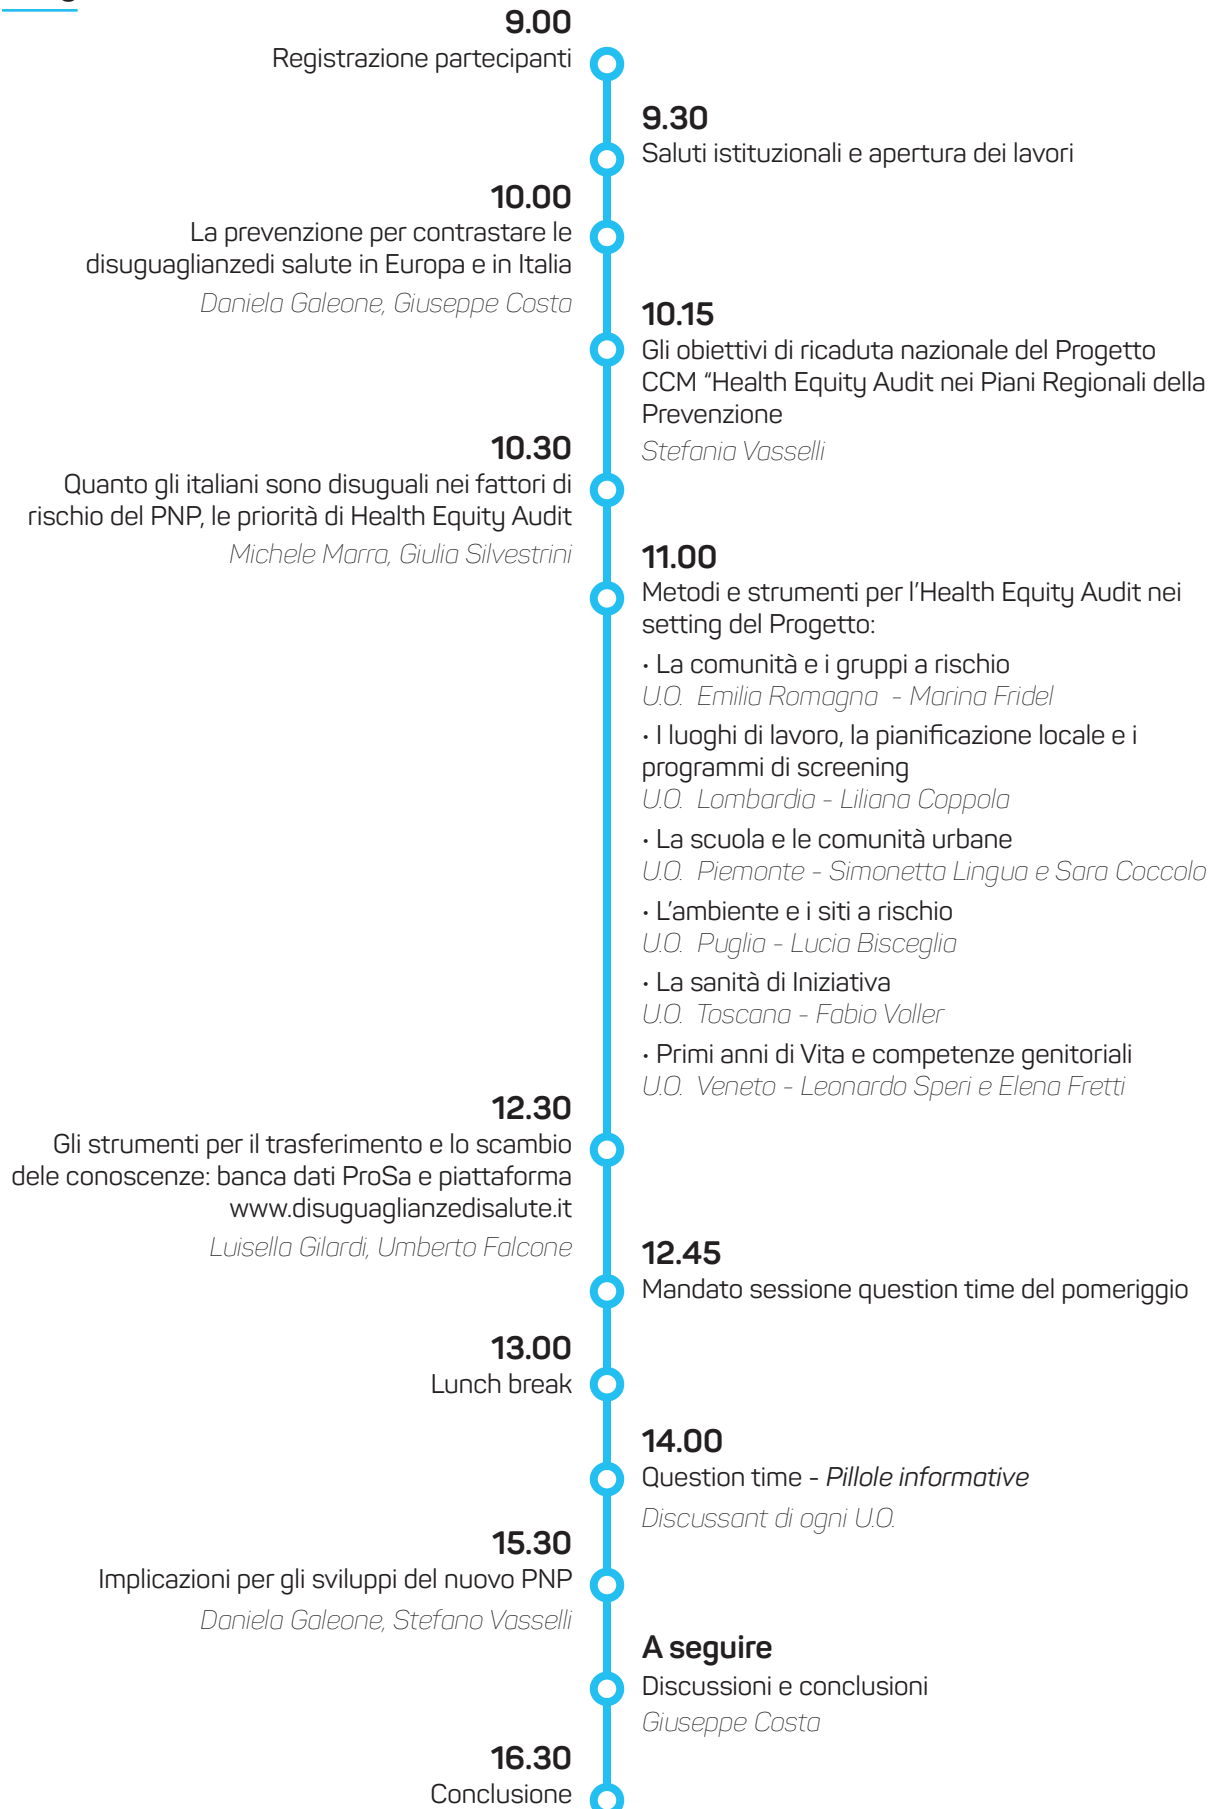 9.00
Registrazione partecipanti
9.30
Saluti istituzionali e apertura dei lavori
10.00
La prevenzione per contrastare le
disuguaglianzedi salute in Europa e in Italia
Daniela Galeone, Giuseppe Costa
10.15
Gli obiettivi di ricaduta nazionale del Progetto
CCM “Health Equity Audit nei Piani Regionali della
Prevenzione
Stefania Vasselli
10.30
Quanto gli italiani sono disuguali nei fattori di
rischio del PNP, le priorità di Health Equity Audit
Michele Marra, Giulia Silvestrini
11.00
Metodi e strumenti per l’Health Equity Audit nei
setting del Progetto:
• La comunità e i gruppi a rischio
U.O. Emilia Romagna - Marina Fridel
• I luoghi di lavoro, la pianificazione locale e i
programmi di screening
U.O. Lombardia - Liliana Coppola
• La scuola e le comunità urbane
U.O. Piemonte - Simonetta Lingua e Sara Coccolo
• L’ambiente e i siti a rischio
U.O. Puglia - Lucia Bisceglia
• La sanità di Iniziativa
U.O. Toscana - Fabio Voller
• Primi anni di Vita e competenze genitoriali
U.O. Veneto - Leonardo Speri e Elena Fretti
12.30
Gli strumenti per il trasferimento e lo scambio
dele conoscenze: banca dati ProSa e piattaforma
www.disuguaglianzedisalute.it
Luisella Gilardi, Umberto Falcone
12.45
Mandato sessione question time del pomeriggio
13.00
Lunch break
14.00
Question time - Pillole informative
Discussant di ogni U.O.
15.30
Implicazioni per gli sviluppi del nuovo PNP
Daniela Galeone, Stefano Vasselli
A seguire
Discussioni e conclusioni
Giuseppe Costa
16.30
Conclusione